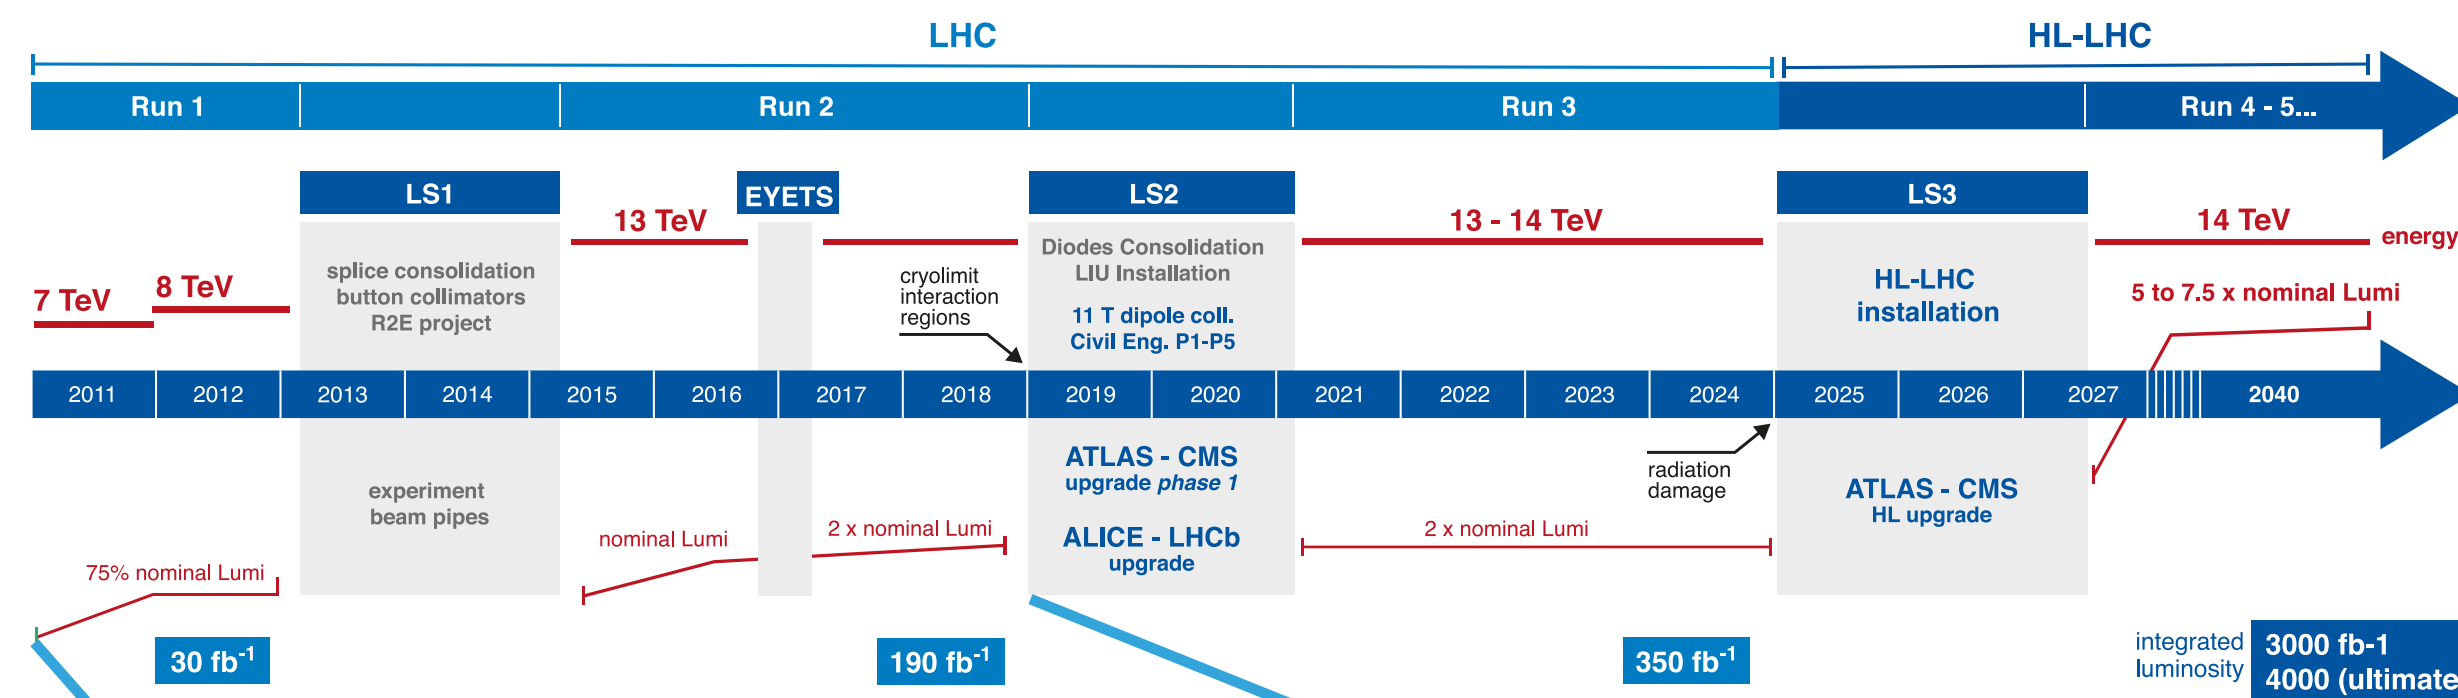 LHC
HL-LHC
Run 1
Run 2
Run 3
Run 4 - 5...
LS1
EYETS
LS2
LS3
13 TeV
13 - 14 TeV
14 TeV
energy
Diodes Consolidation
LIU Installation
splice consolidation
button collimators
R2E project
cryolimit
interaction
regions
HL-LHC
installation
7 TeV
8 TeV
5 to 7.5 x nominal Lumi
11 T dipole coll.
Civil Eng. P1-P5
2011
2012
2013
2014
2015
2016
2017
2018
2019
2020
2021
2022
2023
2024
2025
2026
2027
2040
ATLAS - CMS
upgrade phase 1
radiation
damage
experiment
beam pipes
ATLAS - CMS
HL upgrade
nominal Lumi
2 x nominal Lumi
ALICE - LHCb
upgrade
2 x nominal Lumi
75% nominal Lumi
30 fb⁻¹
190 fb⁻¹
350 fb⁻¹
integrated
luminosity
3000 fb-1
4000 (ultimate